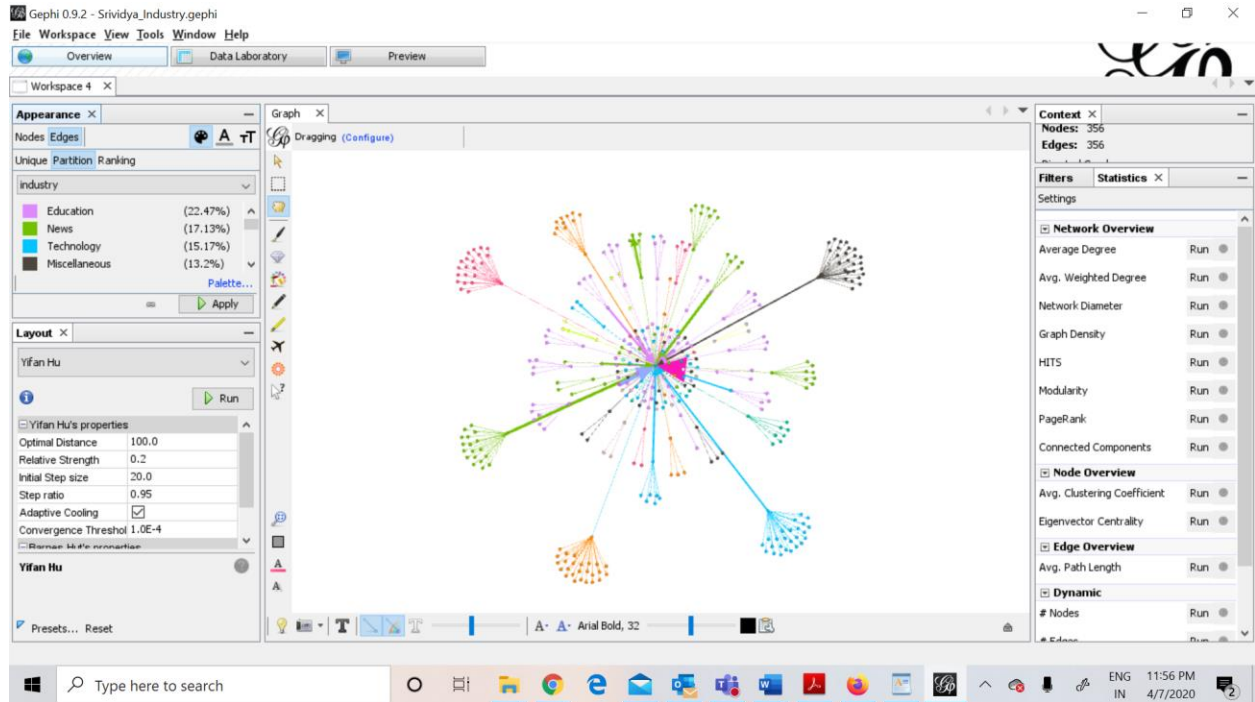 Gephi 0.9.2 - Srividya_Industry.gephi
File Workspace View Tools Window Help
Overview Data Laboratory Preview
Workspace 4
Appearance
Nodes Edges
Unique Partition Ranking
industry
Education (22.47%)
News (17.13%)
Technology (15.17%)
Miscellaneous (13.2%)
Palette...
Apply
Layout
Yifan Hu
Run
Yifan Hu's properties
Optimal Distance 100.0
Relative Strength 0.2
Initial Step size 20.0
Step ratio 0.95
Adaptive Cooling
Convergence Threshol 1.0E-4
Barnes Hut's properties
Yifan Hu
Presets... Reset
Graph
Dragging (Configure)
A- A- Arial Bold, 32
Context
Nodes: 356
Edges: 356
Filters Statistics
Settings
Network Overview
Average Degree Run
Avg. Weighted Degree Run
Network Diameter Run
Graph Density Run
HITS Run
Modularity Run
PageRank Run
Connected Components Run
Node Overview
Avg. Clustering Coefficient Run
Eigenvector Centrality Run
Edge Overview
Avg. Path Length Run
Dynamic
# Nodes Run
# Edges Run
Type here to search
ENG 11:56 PM
IN 4/7/2020
2